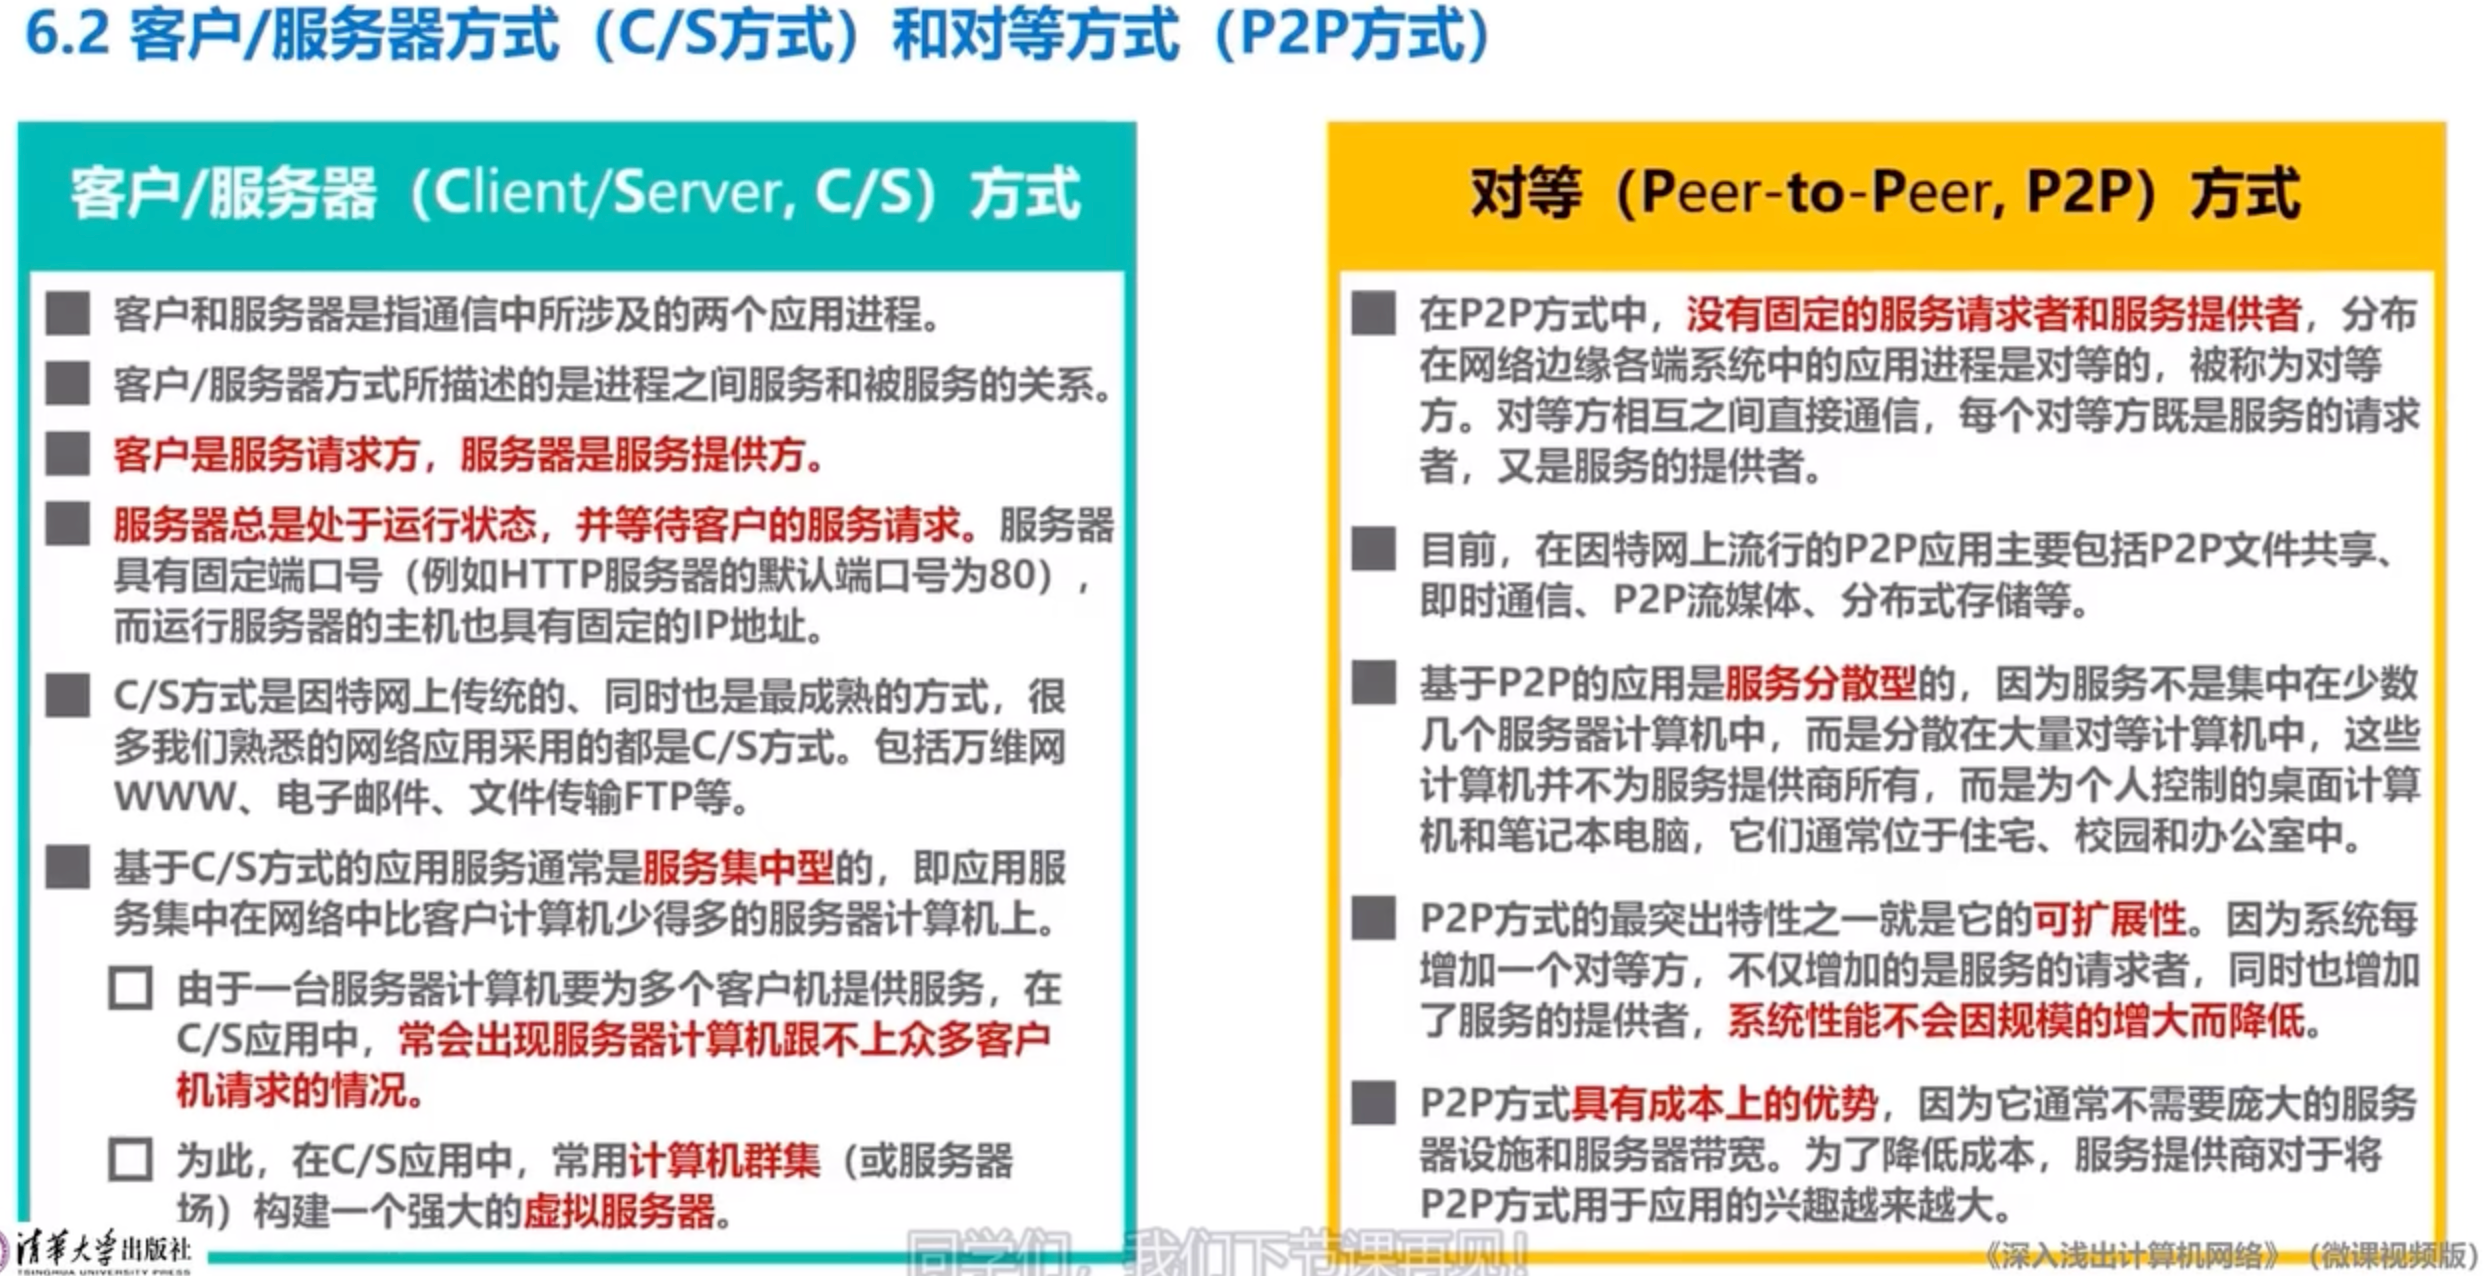 6.2 客户/服务器方式（C/S方式）和对等方式（P2P方式）
客户/服务器（Client/Server, C/S）方式
客户和服务器是指通信中所涉及的两个应用进程。
客户/服务器方式所描述的是进程之间服务和被服务的关系。
客户是服务请求方，服务器是服务提供方。
服务器总是处于运行状态，并等待客户的服务请求。服务器
具有固定端口号（例如HTTP服务器的默认端口号为80），
而运行服务器的主机也具有固定的IP地址。
C/S方式是因特网上传统的、同时也是最成熟的方式，很
多我们熟悉的网络应用采用的都是C/S方式。包括万维网
WWW、电子邮件、文件传输FTP等。
基于C/S方式的应用服务通常是服务集中型的，即应用服
务集中在网络中比客户计算机少得多的服务器计算机上。
由于一台服务器计算机要为多个客户机提供服务，在
C/S应用中，常会出现服务器计算机跟不上众多客户
机请求的情况。
为此，在C/S应用中，常用计算机群集（或服务器
场）构建一个强大的虚拟服务器。
对等（Peer-to-Peer, P2P）方式
在P2P方式中，没有固定的服务请求者和服务提供者，分布
在网络边缘各端系统中的应用进程是对等的，被称为对等
方。对等方相互之间直接通信，每个对等方既是服务的请求
者，又是服务的提供者。
目前，在因特网上流行的P2P应用主要包括P2P文件共享、
即时通信、P2P流媒体、分布式存储等。
基于P2P的应用是服务分散型的，因为服务不是集中在少数
几个服务器计算机中，而是分散在大量对等计算机中，这些
计算机并不为服务提供商所有，而是为个人控制的桌面计算
机和笔记本电脑，它们通常位于住宅、校园和办公室中。
P2P方式的最突出特性之一就是它的可扩展性。因为系统每
增加一个对等方，不仅增加的是服务的请求者，同时也增加
了服务的提供者，系统性能不会因规模的增大而降低。
P2P方式具有成本上的优势，因为它通常不需要庞大的服务
器设施和服务器带宽。为了降低成本，服务提供商对于将
P2P方式用于应用的兴趣越来越大。
清华大学出版社
TSINGHUA UNIVERSITY PRESS
同学们，我们下节课再见！
《深入浅出计算机网络》（微课视频版）